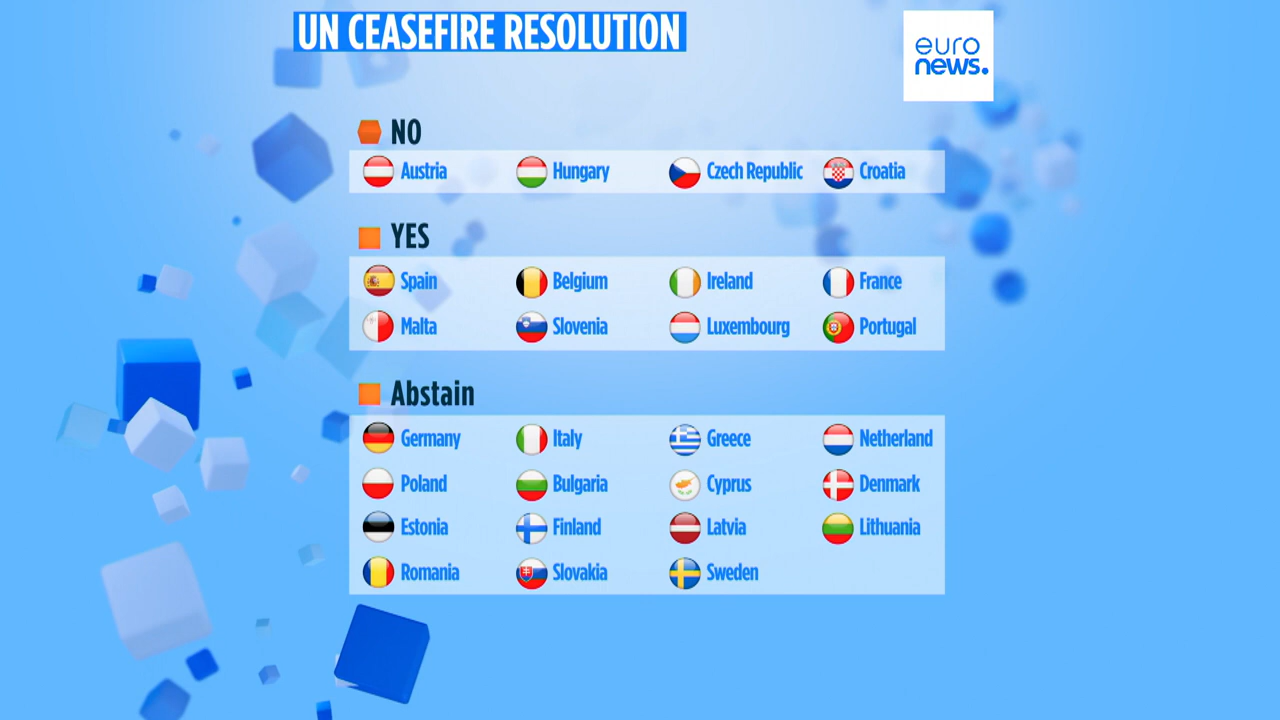 UN CEASEFIRE RESOLUTION
euro
news.
NO
Austria Hungary Czech Republic Croatia
YES
Spain Belgium Ireland France
Malta Slovenia Luxembourg Portugal
Abstain
Germany Italy Greece Netherland
Poland Bulgaria Cyprus Denmark
Estonia Finland Latvia Lithuania
Romania Slovakia Sweden